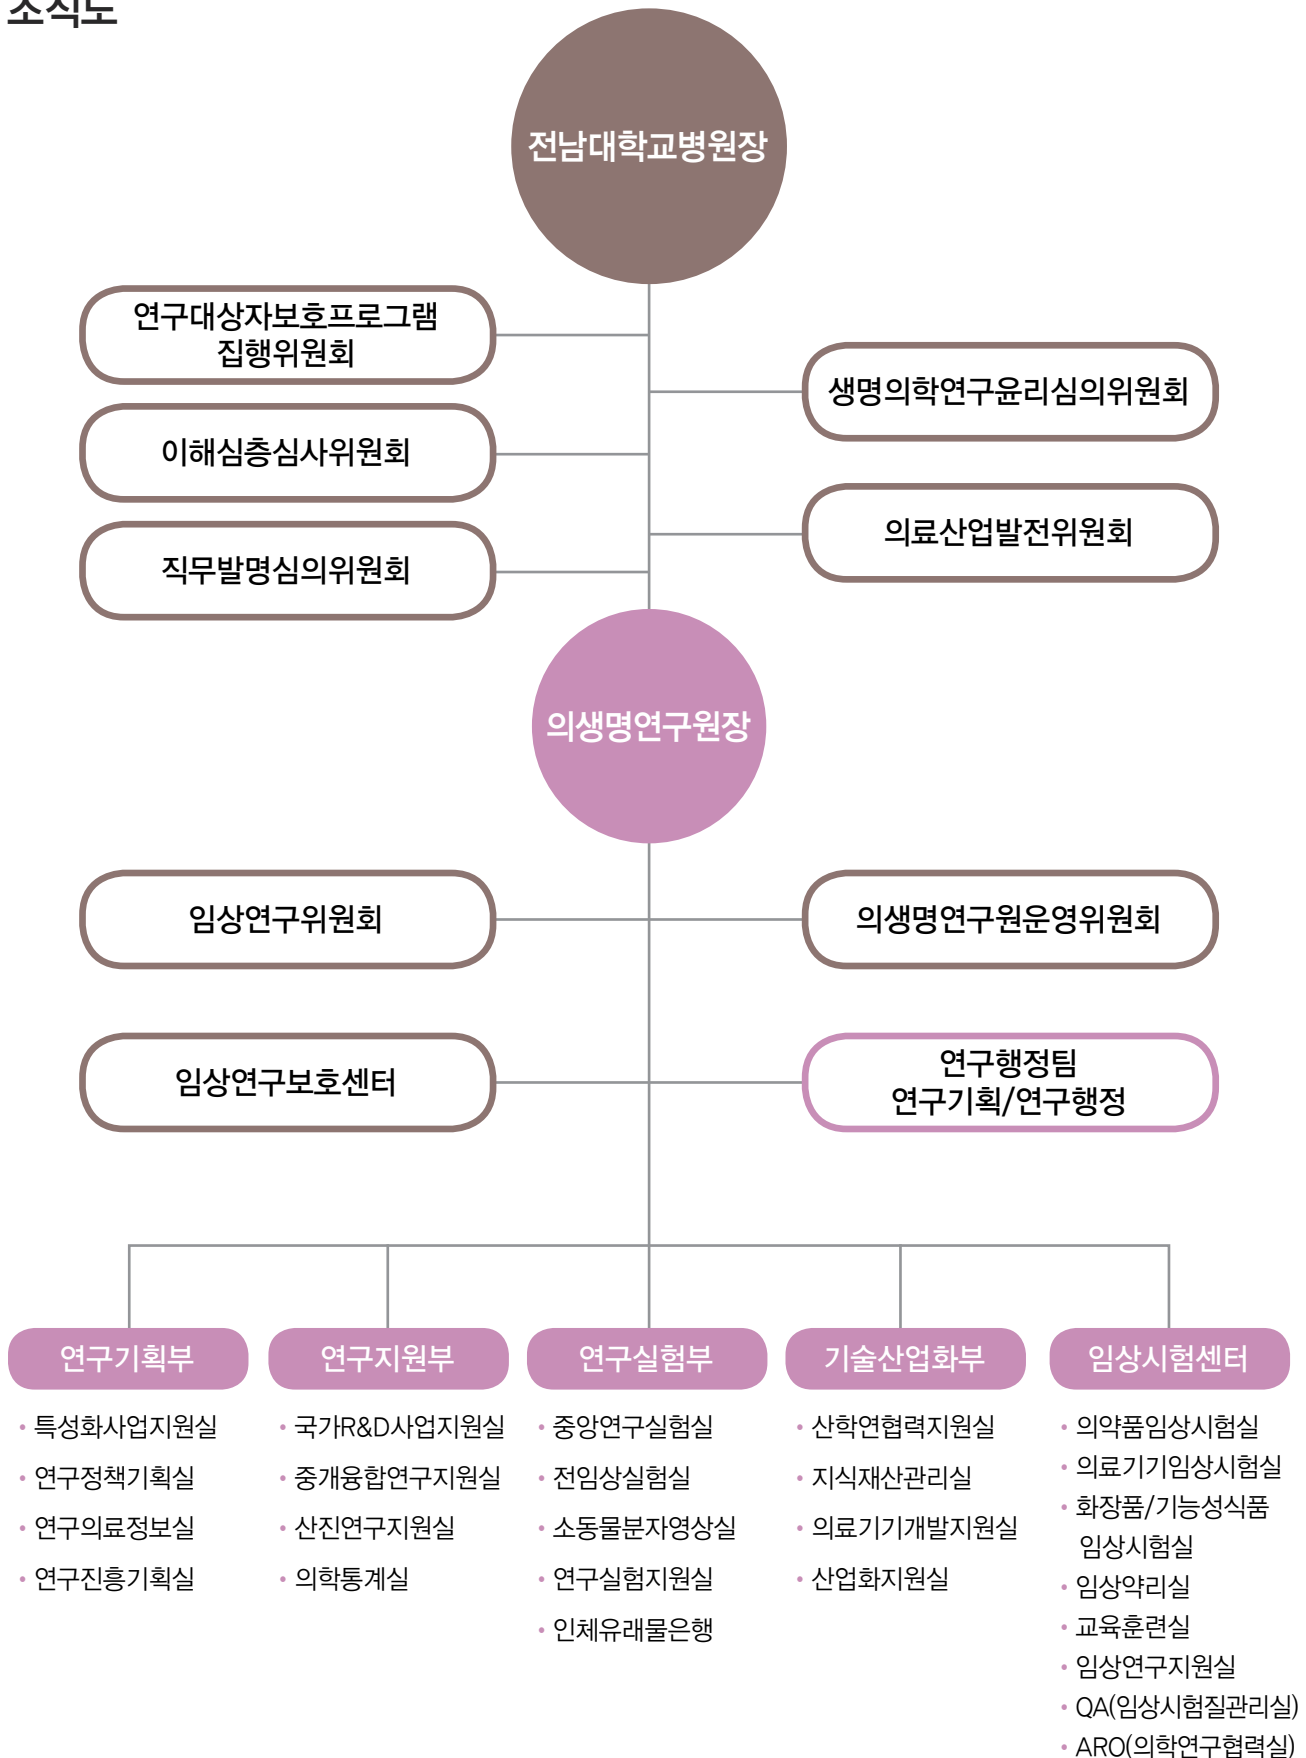 조직도
전남대학교병원장
연구대상자보호프로그램
집행위원회
생명의학연구윤리심의위원회
이해심층심사위원회
의료산업발전위원회
직무발명심의위원회
의생명연구원장
임상연구위원회
의생명연구원운영위원회
임상연구보호센터
연구행정팀
연구기획/연구행정
연구기획부
• 특성화사업지원실
• 연구정책기획실
• 연구의료정보실
• 연구진흥기획실
연구지원부
• 국가R&D사업지원실
• 중개융합연구지원실
• 산진연구지원실
• 의학통계실
연구실험부
• 중앙연구실험실
• 전임상실험실
• 소동물분자영상실
• 연구실험지원실
• 인체유래물은행
기술산업화부
• 산학연협력지원실
• 지식재산관리실
• 의료기기개발지원실
• 산업화지원실
임상시험센터
• 의약품임상시험실
• 의료기기임상시험실
• 화장품/기능성식품
임상시험실
• 임상약리실
• 교육훈련실
• 임상연구지원실
• QA(임상시험질관리실)
• ARO(의학연구협력실)